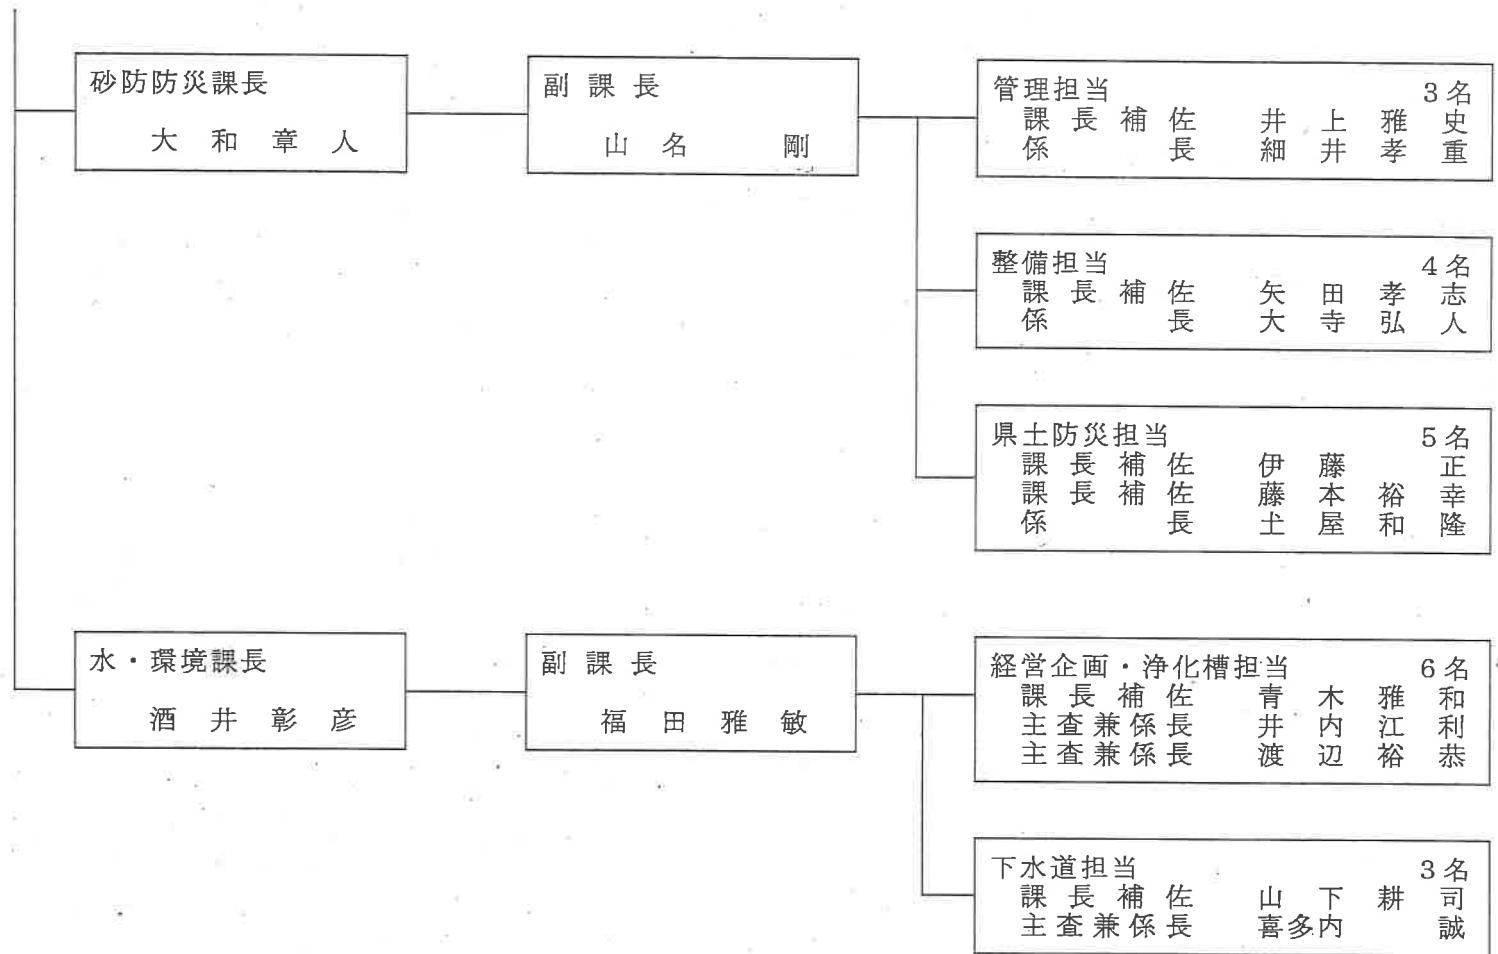 砂防防災課長
大和章人
副課長
山名 剛
管理担当 3名
課長補佐 井上雅史
係長 細井孝重
整備担当 4名
課長補佐 矢田孝志
係長 大寺弘人
県土防災担当 5名
課長補佐 伊藤 正
課長補佐 藤本裕幸
係長 土屋和隆
水・環境課長
酒井彰彦
副課長
福田雅敏
経営企画・浄化槽担当 6名
課長補佐 青木雅和
主査兼係長 井内江利
主査兼係長 渡辺裕恭
下水道担当 3名
課長補佐 山下耕司
主査兼係長 喜多内 誠